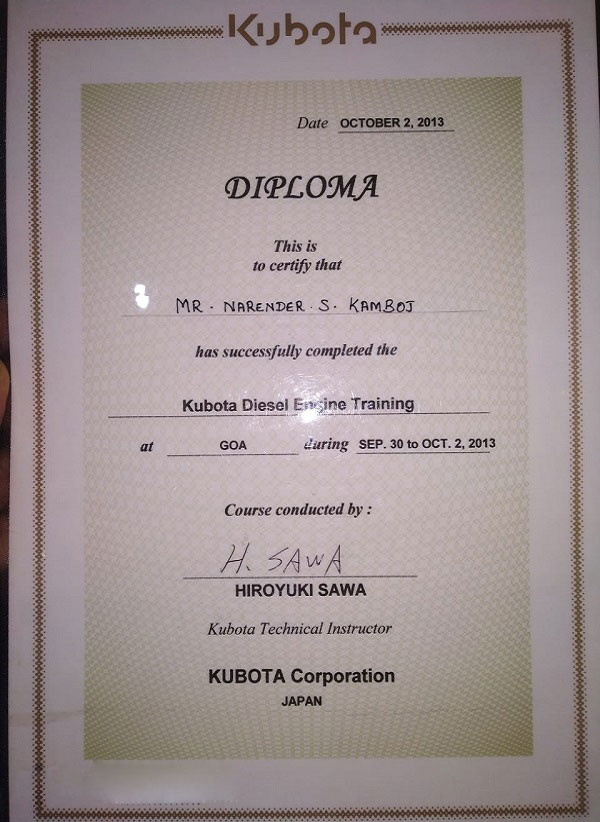 Kubota
Date OCTOBER 2, 2013
DIPLOMA
This is
to certify that
MR. NARENDER. S. KAMBOJ
has successfully completed the
Kubota Diesel Engine Training
at GOA during SEP. 30 to OCT. 2, 2013
Course conducted by :
H. SAWA
HIROYUKI SAWA
Kubota Technical Instructor
KUBOTA Corporation
JAPAN